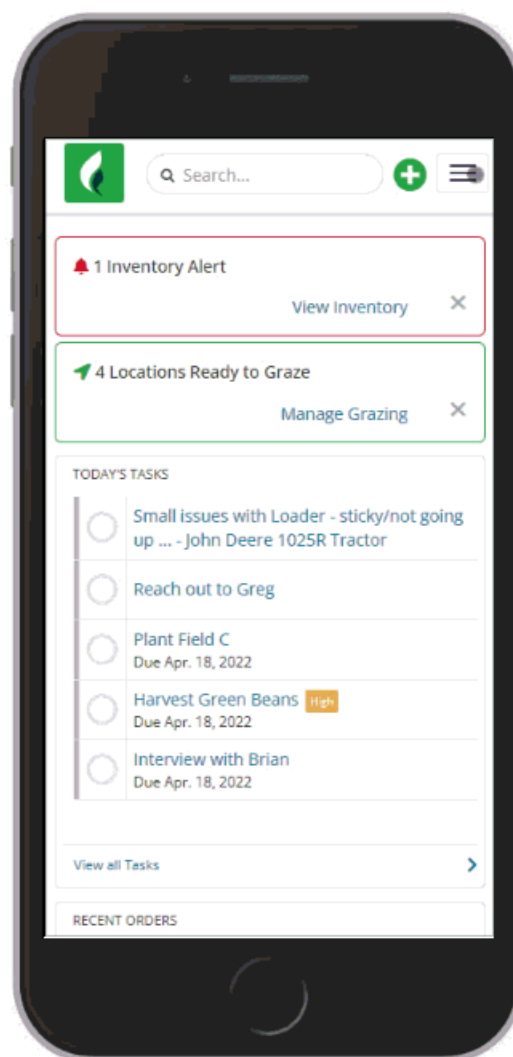 Search...
1 Inventory Alert
View Inventory
4 Locations Ready to Graze
Manage Grazing
TODAY'S TASKS
Small issues with Loader - sticky/not going
up ... - John Deere 1025R Tractor
Reach out to Greg
Plant Field C
Due Apr. 18, 2022
Harvest Green Beans High
Due Apr. 18, 2022
Interview with Brian
Due Apr. 18, 2022
View all Tasks
RECENT ORDERS